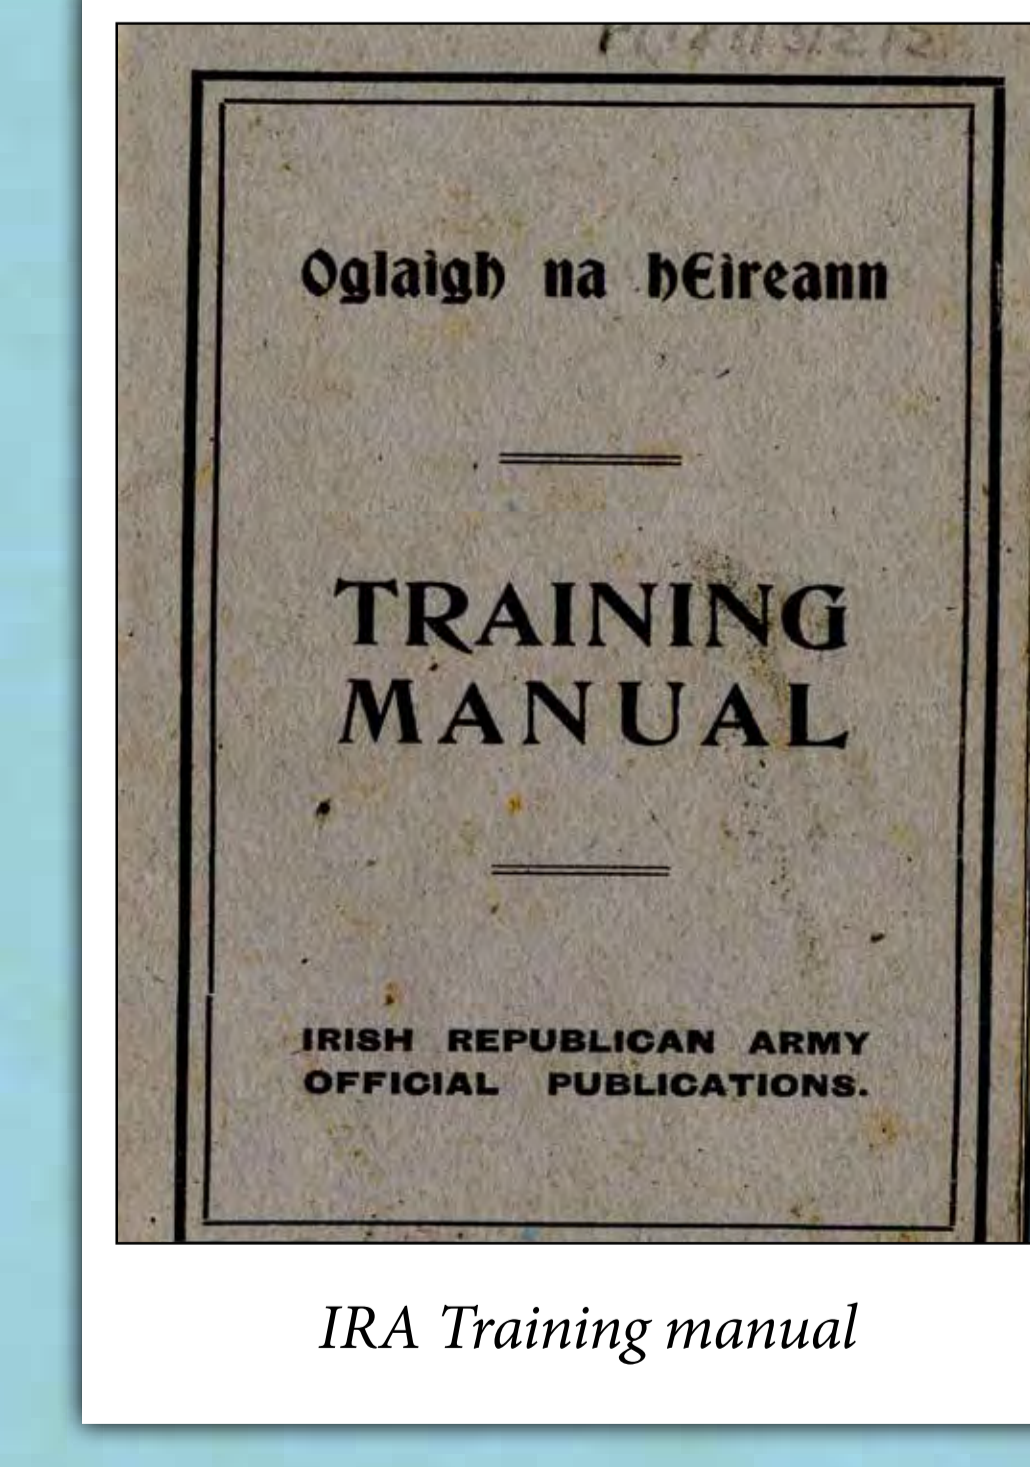 Oglaigh na hEireann
TRAINING
MANUAL
IRISH REPUBLICAN ARMY
OFFICIAL PUBLICATIONS.
IRA Training manual